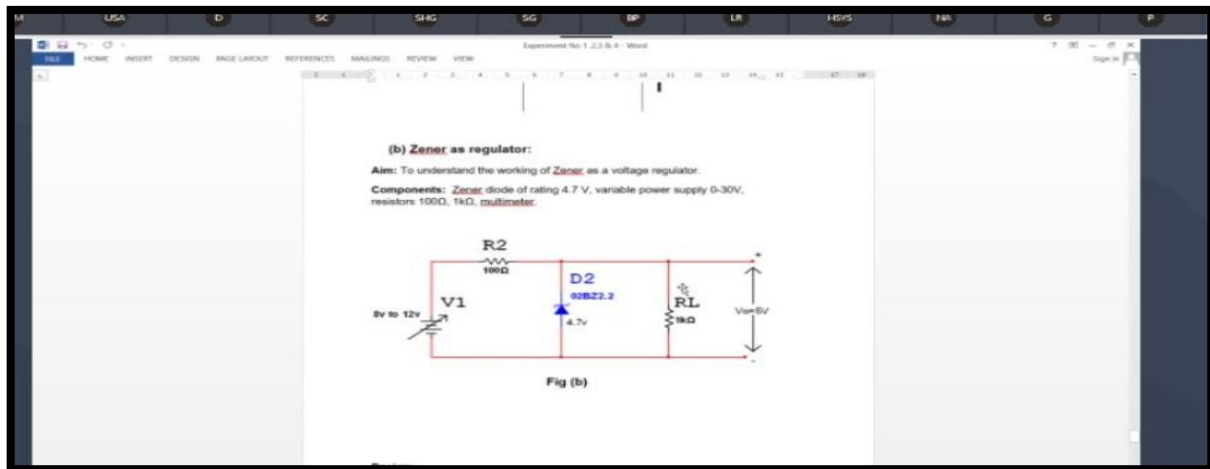 M USA D SC SHG SG BP LR HSYS NA G P
Experiment No 1 ,2,3 & 4 - Word
FILE HOME INSERT DESIGN PAGE LAYOUT REFERENCES MAILINGS REVIEW VIEW Sign in
(b) Zener as regulator:
Aim: To understand the working of Zener as a voltage regulator.
Components: Zener diode of rating 4.7 V, variable power supply 0-30V,
resistors 100Ω, 1kΩ, multimeter.
R2
100Ω
D2
02BZ2.2
4.7v
V1
8v to 12v
RL
1kΩ
+
Vo=5V
-
Fig (b)